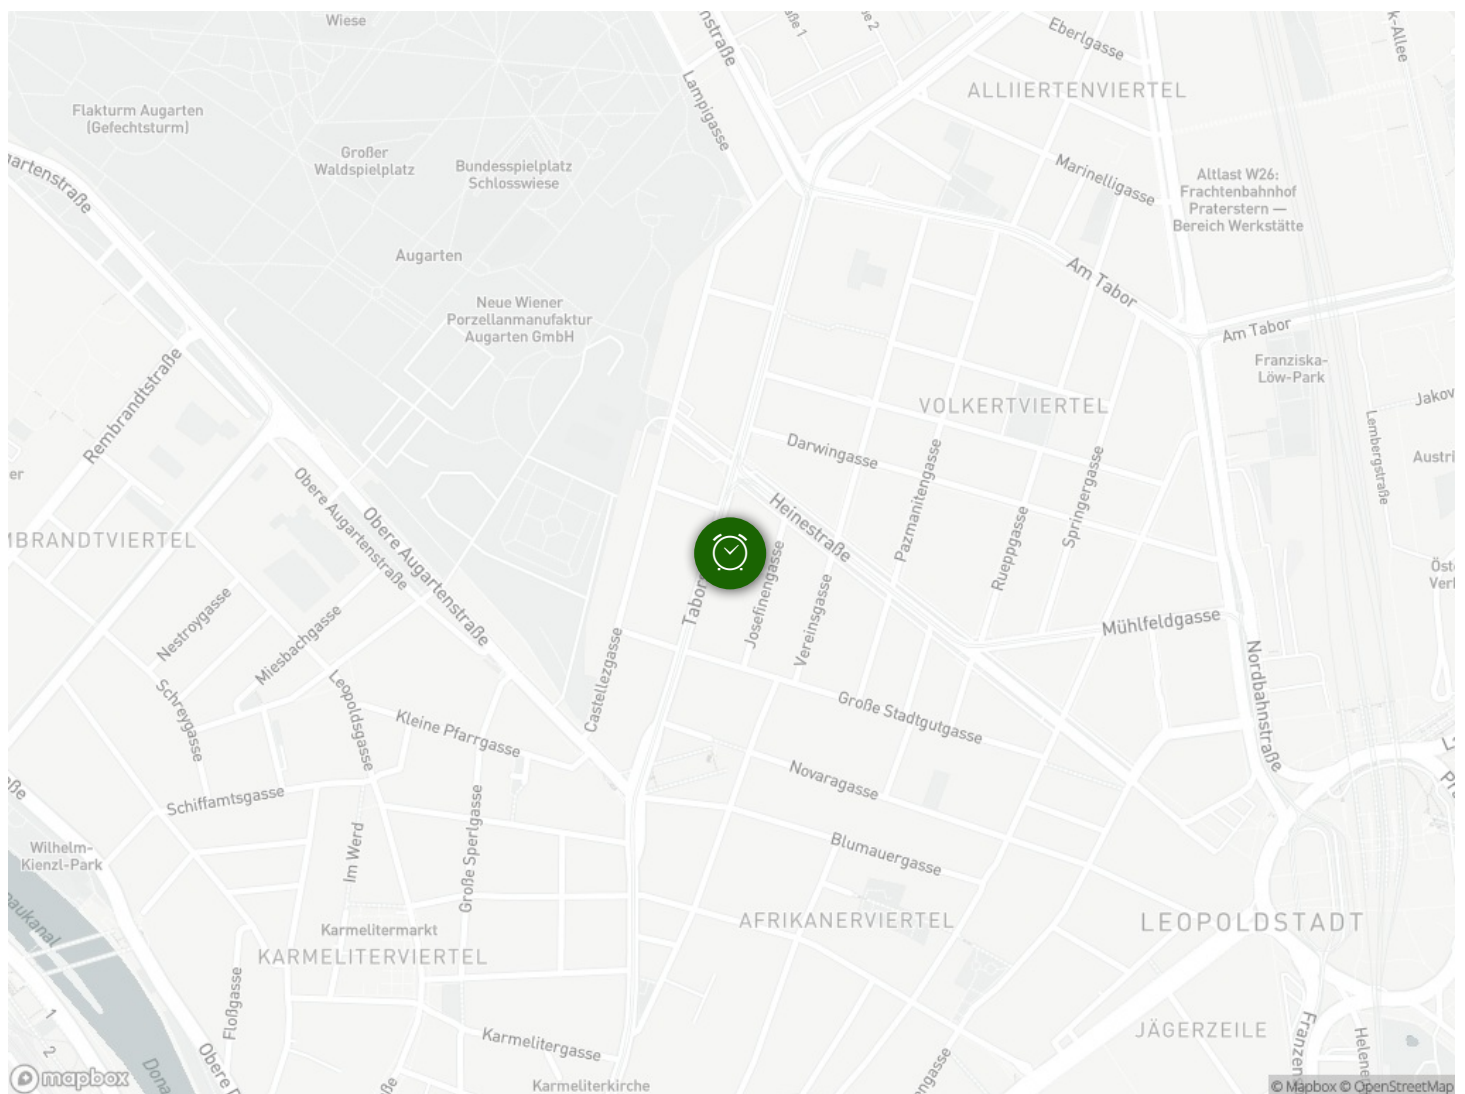 Wiese
Eberlgasse
ALLIIERTENVIERTEL
Lampigasse
Flakturm Augarten
(Gefechtsturm)
Großer
Waldspielplatz
Bundesspielplatz
Schlosswiese
Marinelligasse
Altlast W26:
Frachtenbahnhof
Praterstern —
Bereich Werkstätte
Augarten
Am Tabor
Neue Wiener
Porzellanmanufaktur
Augarten GmbH
Am Tabor
Franziska-
Löw-Park
Rembrandtstraße
VOLKERTVIERTEL
Lembergstraße
Darwingasse
Pazmanitengasse
Springergasse
Obere Augartenstraße
Obere Augartenstraße
Heinestraße
Rueppgasse
Josefinengasse
Vereinsgasse
Nestroygasse
Miesbachgasse
Mühlfeldgasse
Castellezgasse
Nordbahnstraße
Schreygasse
Leopoldsgasse
Kleine Pfarrgasse
Große Stadtgutgasse
Novaragasse
Schiffamtsgasse
Im Werd
Große Sperlgasse
Blumauergasse
Wilhelm-
Kienzl-Park
Karmelitermarkt
KARMELITERVIERTEL
AFRIKANERVIERTEL
LEOPOLDSTADT
Floßgasse
1
2
Karmelitergasse
JÄGERZEILE
Karmeliterkirche
mapbox
© Mapbox © OpenStreetMap